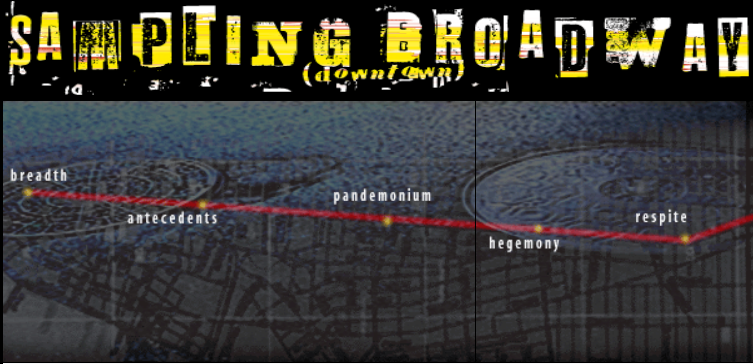 SAMPLING BROADWAY
(downtown)
breadth
antecedents
pandemonium
hegemony
respite